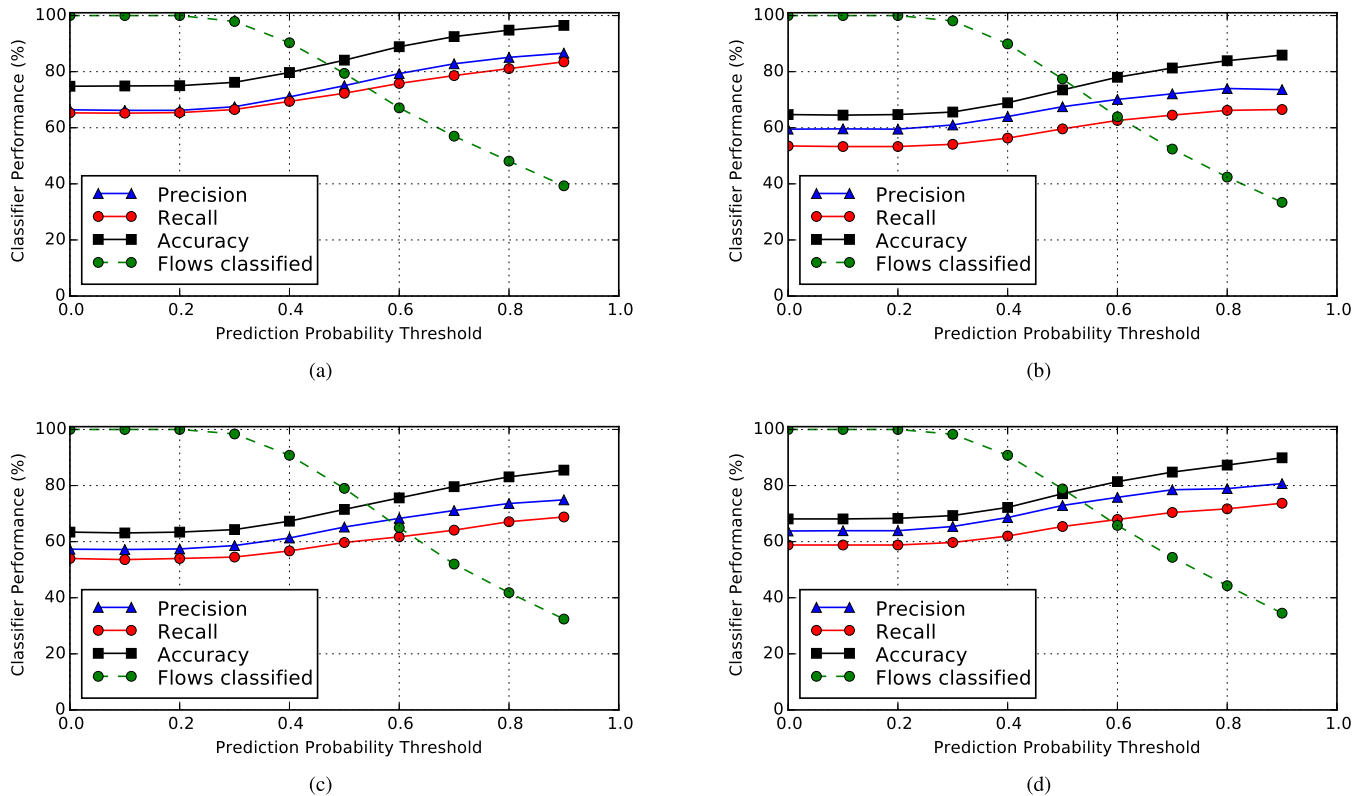 100
80
60
40
20
0
Classifier Performance (%)
Precision
Recall
Accuracy
Flows classified
0.0 0.2 0.4 0.6 0.8 1.0
Prediction Probability Threshold
(a)
100
80
60
40
20
0
Classifier Performance (%)
Precision
Recall
Accuracy
Flows classified
0.0 0.2 0.4 0.6 0.8 1.0
Prediction Probability Threshold
(b)
100
80
60
40
20
0
Classifier Performance (%)
Precision
Recall
Accuracy
Flows classified
0.0 0.2 0.4 0.6 0.8 1.0
Prediction Probability Threshold
(c)
100
80
60
40
20
0
Classifier Performance (%)
Precision
Recall
Accuracy
Flows classified
0.0 0.2 0.4 0.6 0.8 1.0
Prediction Probability Threshold
(d)